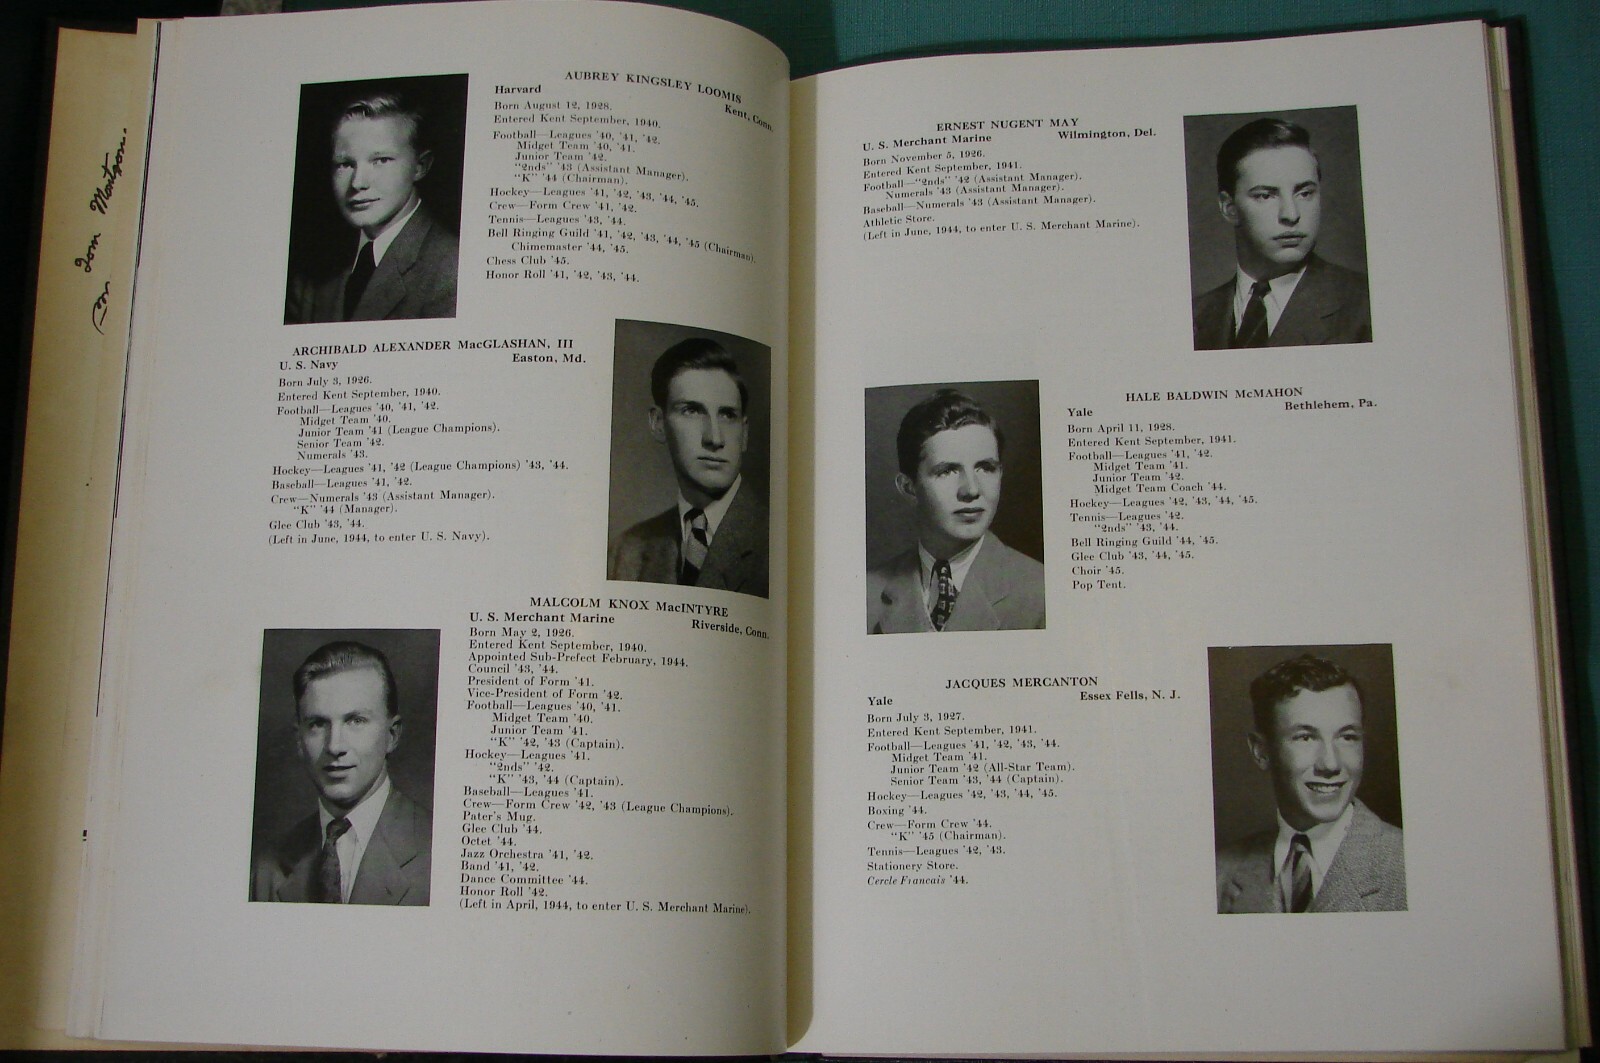 Tom
AUBREY KINGSLEY LOOMIS
Harvard Kent, Conn.
Born August 12, 1928.
Entered Kent September, 1940.
Football—Leagues '40, '41, '42.
Midget Team '40, '41.
Junior Team '42.
"2nds" '43 (Assistant Manager).
"K" '44 (Chairman).
Hockey—Leagues '41, '42, '43, '44, '45.
Crew—Form Crew '41, '42.
Tennis—Leagues '43, '44.
Bell Ringing Guild '41, '42, '43, '44, '45 (Chairman).
Chimemaster '44, '45.
Chess Club '45.
Honor Roll '41, '42, '43, '44.
ARCHIBALD ALEXANDER MacGLASHAN, III
U. S. Navy Easton, Md.
Born July 3, 1926.
Entered Kent September, 1940.
Football—Leagues '40, '41, '42.
Midget Team '40.
Junior Team '41 (League Champions).
Senior Team '42.
Numerals '43.
Hockey—Leagues '41, '42 (League Champions) '43, '44.
Baseball—Leagues '41, '42.
Crew—Numerals '43 (Assistant Manager).
"K" '44 (Manager).
Glee Club '43, '44.
(Left in June, 1944, to enter U. S. Navy).
MALCOLM KNOX MacINTYRE
U. S. Merchant Marine Riverside, Conn.
Born May 2, 1926.
Entered Kent September, 1940.
Appointed Sub-Prefect February, 1944.
Council '43, '44.
President of Form '41.
Vice-President of Form '42.
Football—Leagues '40, '41.
Midget Team '40.
Junior Team '41.
"K" '42, '43 (Captain).
Hockey—Leagues '41.
"2nds" '42.
"K" '43, '44 (Captain).
Baseball—Leagues '41.
Crew—Form Crew '42, '43 (League Champions).
Pater's Mug.
Glee Club '44.
Octet '44.
Jazz Orchestra '41, '42.
Band '41, '42.
Dance Committee '44.
Honor Roll '42.
(Left in April, 1944, to enter U. S. Merchant Marine).
ERNEST NUGENT MAY
U. S. Merchant Marine Wilmington, Del.
Born November 5, 1926.
Entered Kent September, 1941.
Football—"2nds" '42 (Assistant Manager).
Numerals '43 (Assistant Manager).
Baseball—Numerals '43 (Assistant Manager).
Athletic Store.
(Left in June, 1944, to enter U. S. Merchant Marine).
HALE BALDWIN McMAHON
Yale Bethlehem, Pa.
Born April 11, 1928.
Entered Kent September, 1941.
Football—Leagues '41, '42.
Midget Team '41.
Junior Team '42.
Midget Team Coach '44.
Hockey—Leagues '42, '43, '44, '45.
Tennis—Leagues '42.
"2nds" '43, '44.
Bell Ringing Guild '44, '45.
Glee Club '43, '44, '45.
Choir '45.
Pop Tent.
JACQUES MERCANTON
Yale Essex Fells, N. J.
Born July 3, 1927.
Entered Kent September, 1941.
Football—Leagues '41, '42, '43, '44.
Midget Team '41.
Junior Team '42 (All-Star Team).
Senior Team '43, '44 (Captain).
Hockey—Leagues '42, '43, '44, '45.
Boxing '44.
Crew—Form Crew '44.
"K" '45 (Chairman).
Tennis—Leagues '42, '43.
Stationery Store.
Cercle Francais '44.